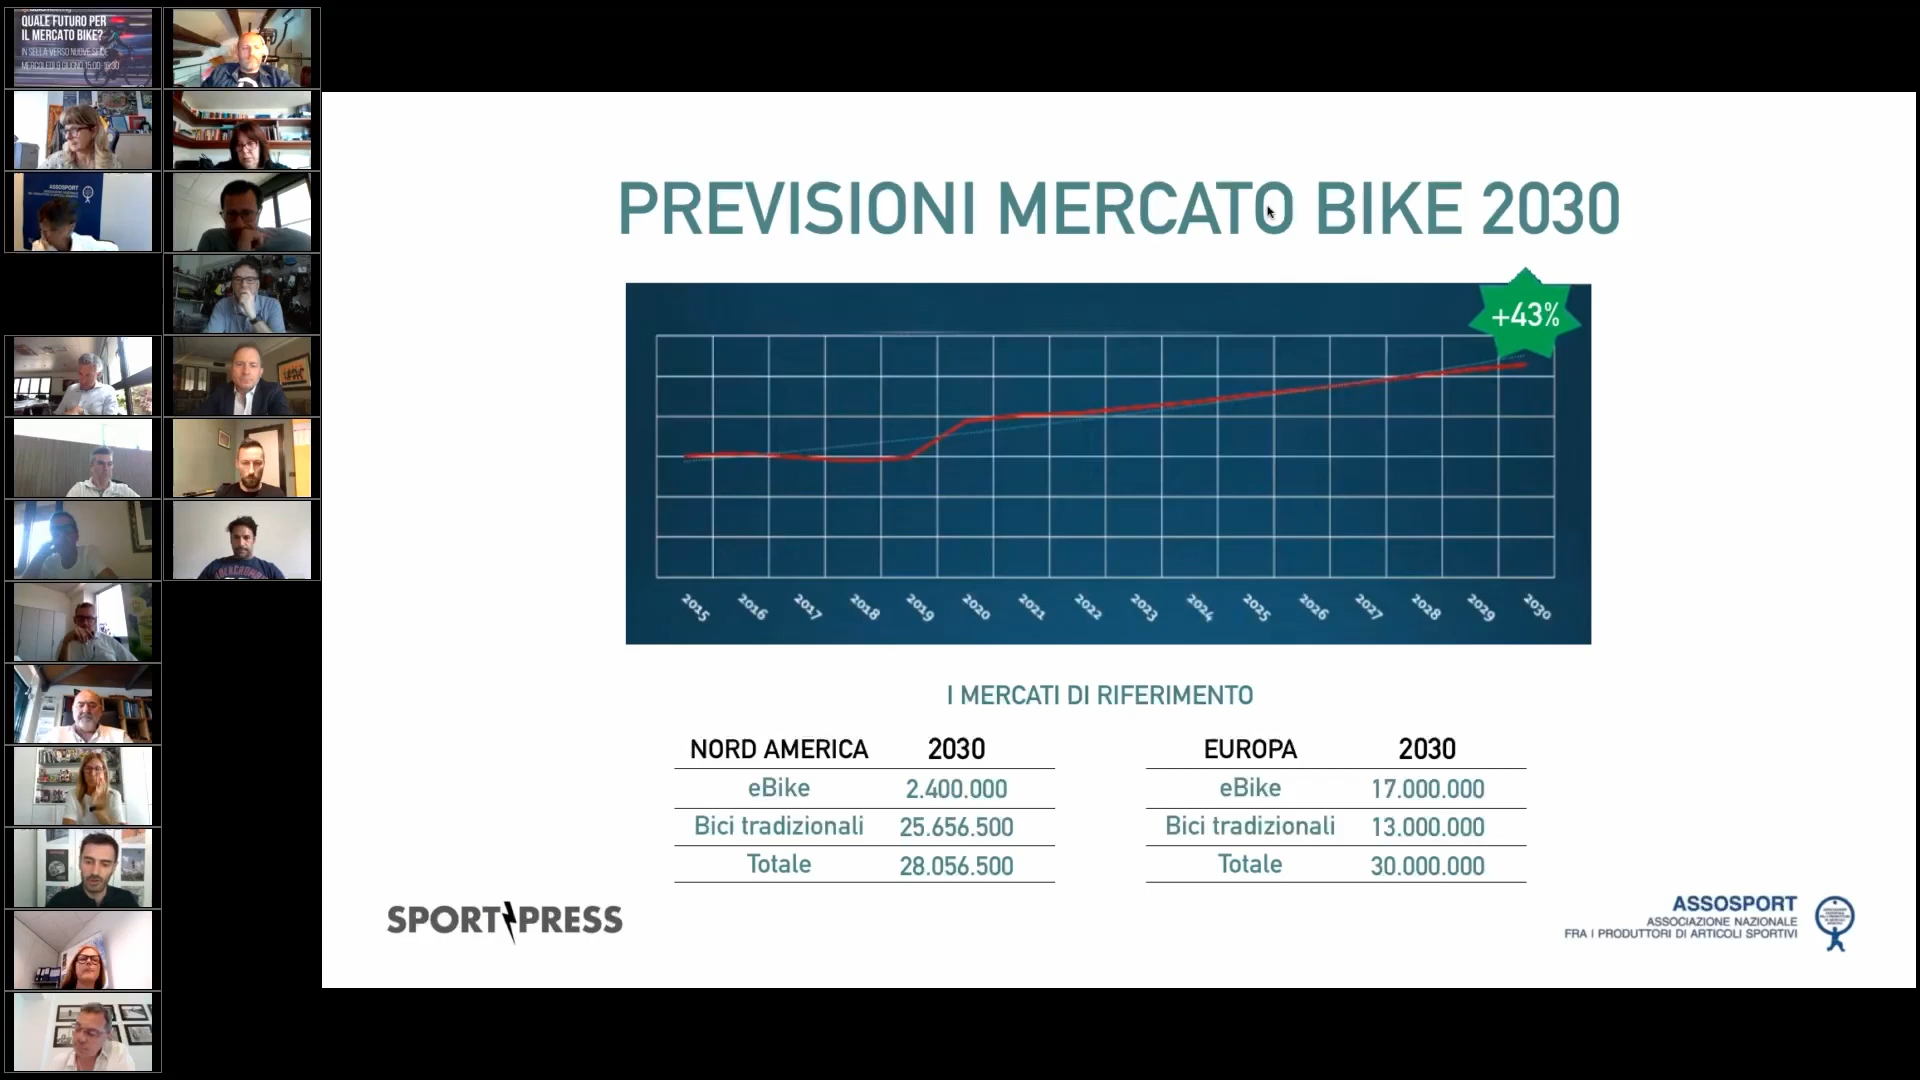 QUALE FUTURO PER
IL MERCATO BIKE?
IN SELLA VERSO NUOVE SFIDE
MERCOLEDÌ 9 GIUGNO 15:00-16:30
ASSOSPORT
PREVISIONI MERCATO BIKE 2030
+43%
2015 2016 2017 2018 2019 2020 2021 2022 2023 2024 2025 2026 2027 2028 2029 2030
I MERCATI DI RIFERIMENTO
NORD AMERICA 2030
eBike 2.400.000
Bici tradizionali 25.656.500
Totale 28.056.500
EUROPA 2030
eBike 17.000.000
Bici tradizionali 13.000.000
Totale 30.000.000
SPORT PRESS
ASSOSPORT
ASSOCIAZIONE NAZIONALE
FRA I PRODUTTORI DI ARTICOLI SPORTIVI